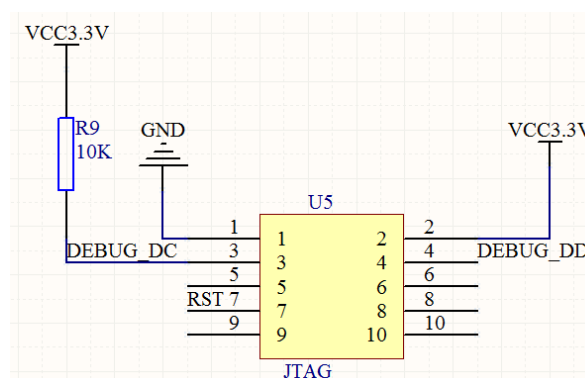 VCC3.3V
R9
10K
GND
VCC3.3V
U5
1 1 2 2
DEBUG_DC 3 3 4 4 DEBUG_DD
5 5 6 6
RST 7 7 8 8
9 9 10 10
JTAG